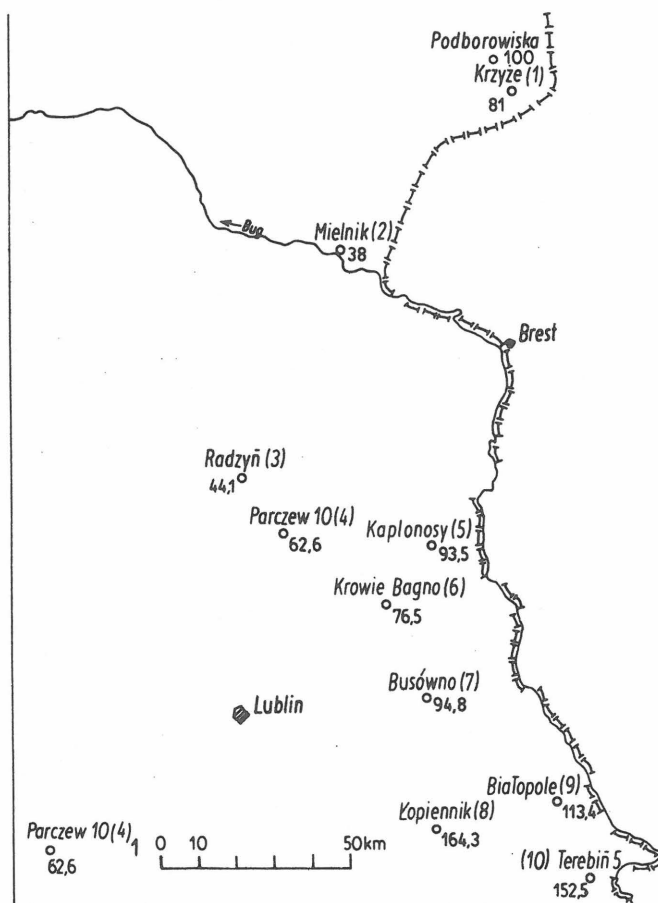 Podborowiska
100
Krzyże (1)
81
Bug
Mielnik (2)
38
Brest
Radzyń (3)
44,1
Parczew 10(4)
62,6
Kaplonosy (5)
93,5
Krowie Bagno (6)
76,5
Busówno (7)
94,8
Lublin
Białopole (9)
113,4
Łopiennik (8)
164,3
Parczew 10(4) 1
62,6
0 10 50km
(10) Terebiń 5
152,5